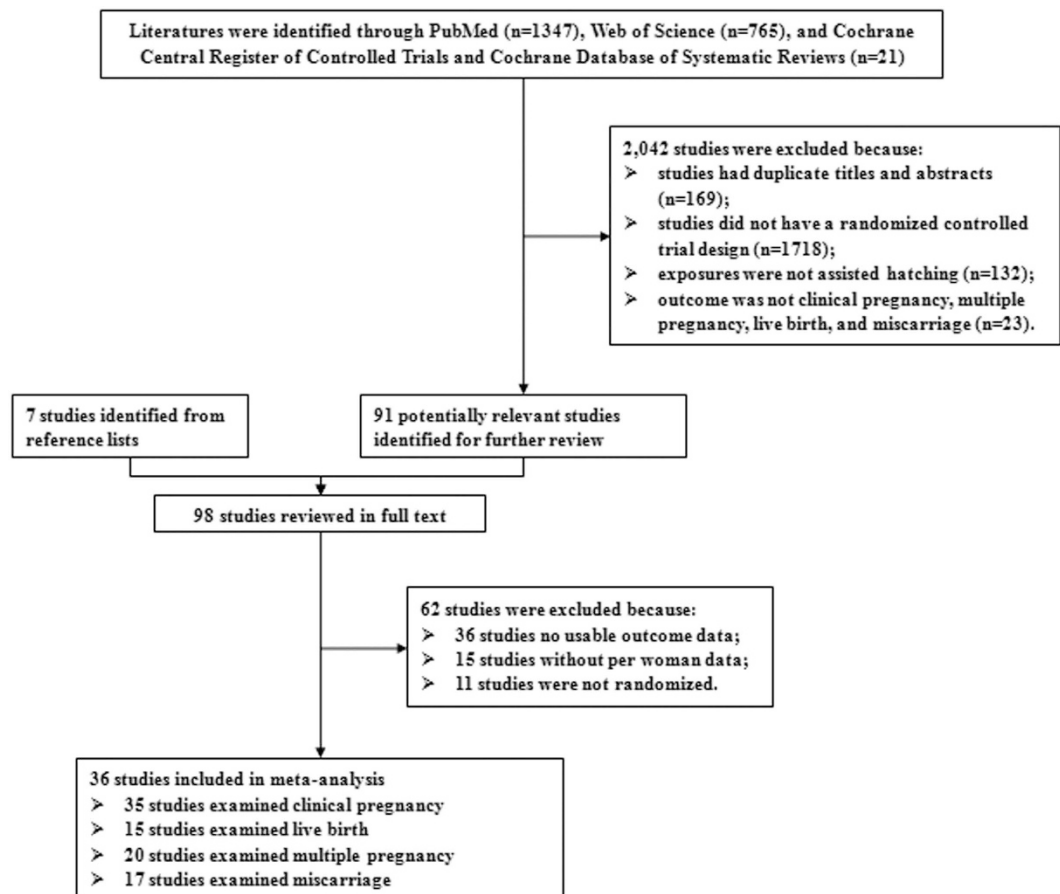 Literatures were identified through PubMed (n=1347), Web of Science (n=765), and Cochrane
Central Register of Controlled Trials and Cochrane Database of Systematic Reviews (n=21)
2,042 studies were excluded because:
➢ studies had duplicate titles and abstracts
(n=169);
➢ studies did not have a randomized controlled
trial design (n=1718);
➢ exposures were not assisted hatching (n=132);
➢ outcome was not clinical pregnancy, multiple
pregnancy, live birth, and miscarriage (n=23).
7 studies identified from
reference lists
91 potentially relevant studies
identified for further review
98 studies reviewed in full text
62 studies were excluded because:
➢ 36 studies no usable outcome data;
➢ 15 studies without per woman data;
➢ 11 studies were not randomized.
36 studies included in meta-analysis
➢ 35 studies examined clinical pregnancy
➢ 15 studies examined live birth
➢ 20 studies examined multiple pregnancy
➢ 17 studies examined miscarriage